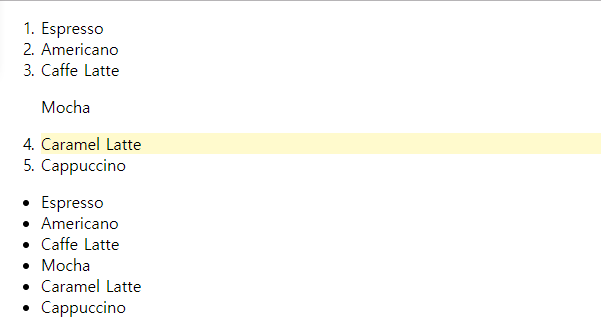 1. Espresso
2. Americano
3. Caffe Latte
Mocha
4. Caramel Latte
5. Cappuccino
• Espresso
• Americano
• Caffe Latte
• Mocha
• Caramel Latte
• Cappuccino